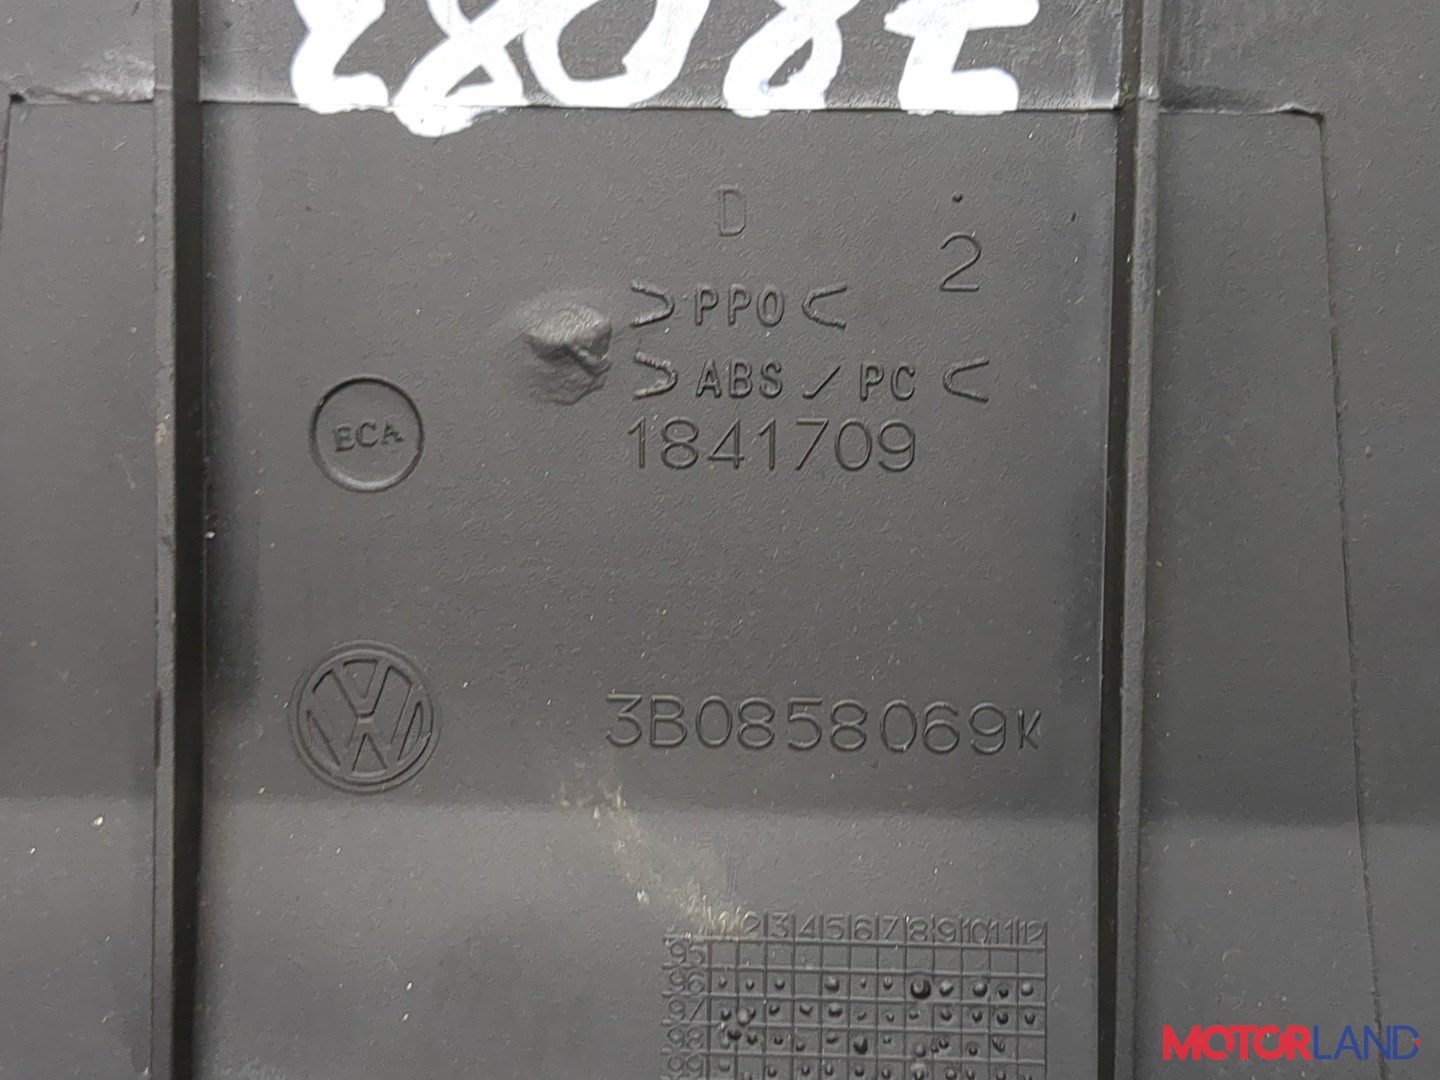 D
2
>PPO<
>ABS/PC<
ECA
1841709
3B0858069K
1 2 3 4 5 6 7 8 9 10 11 12
95
96
97
98
99
MOTORLAND